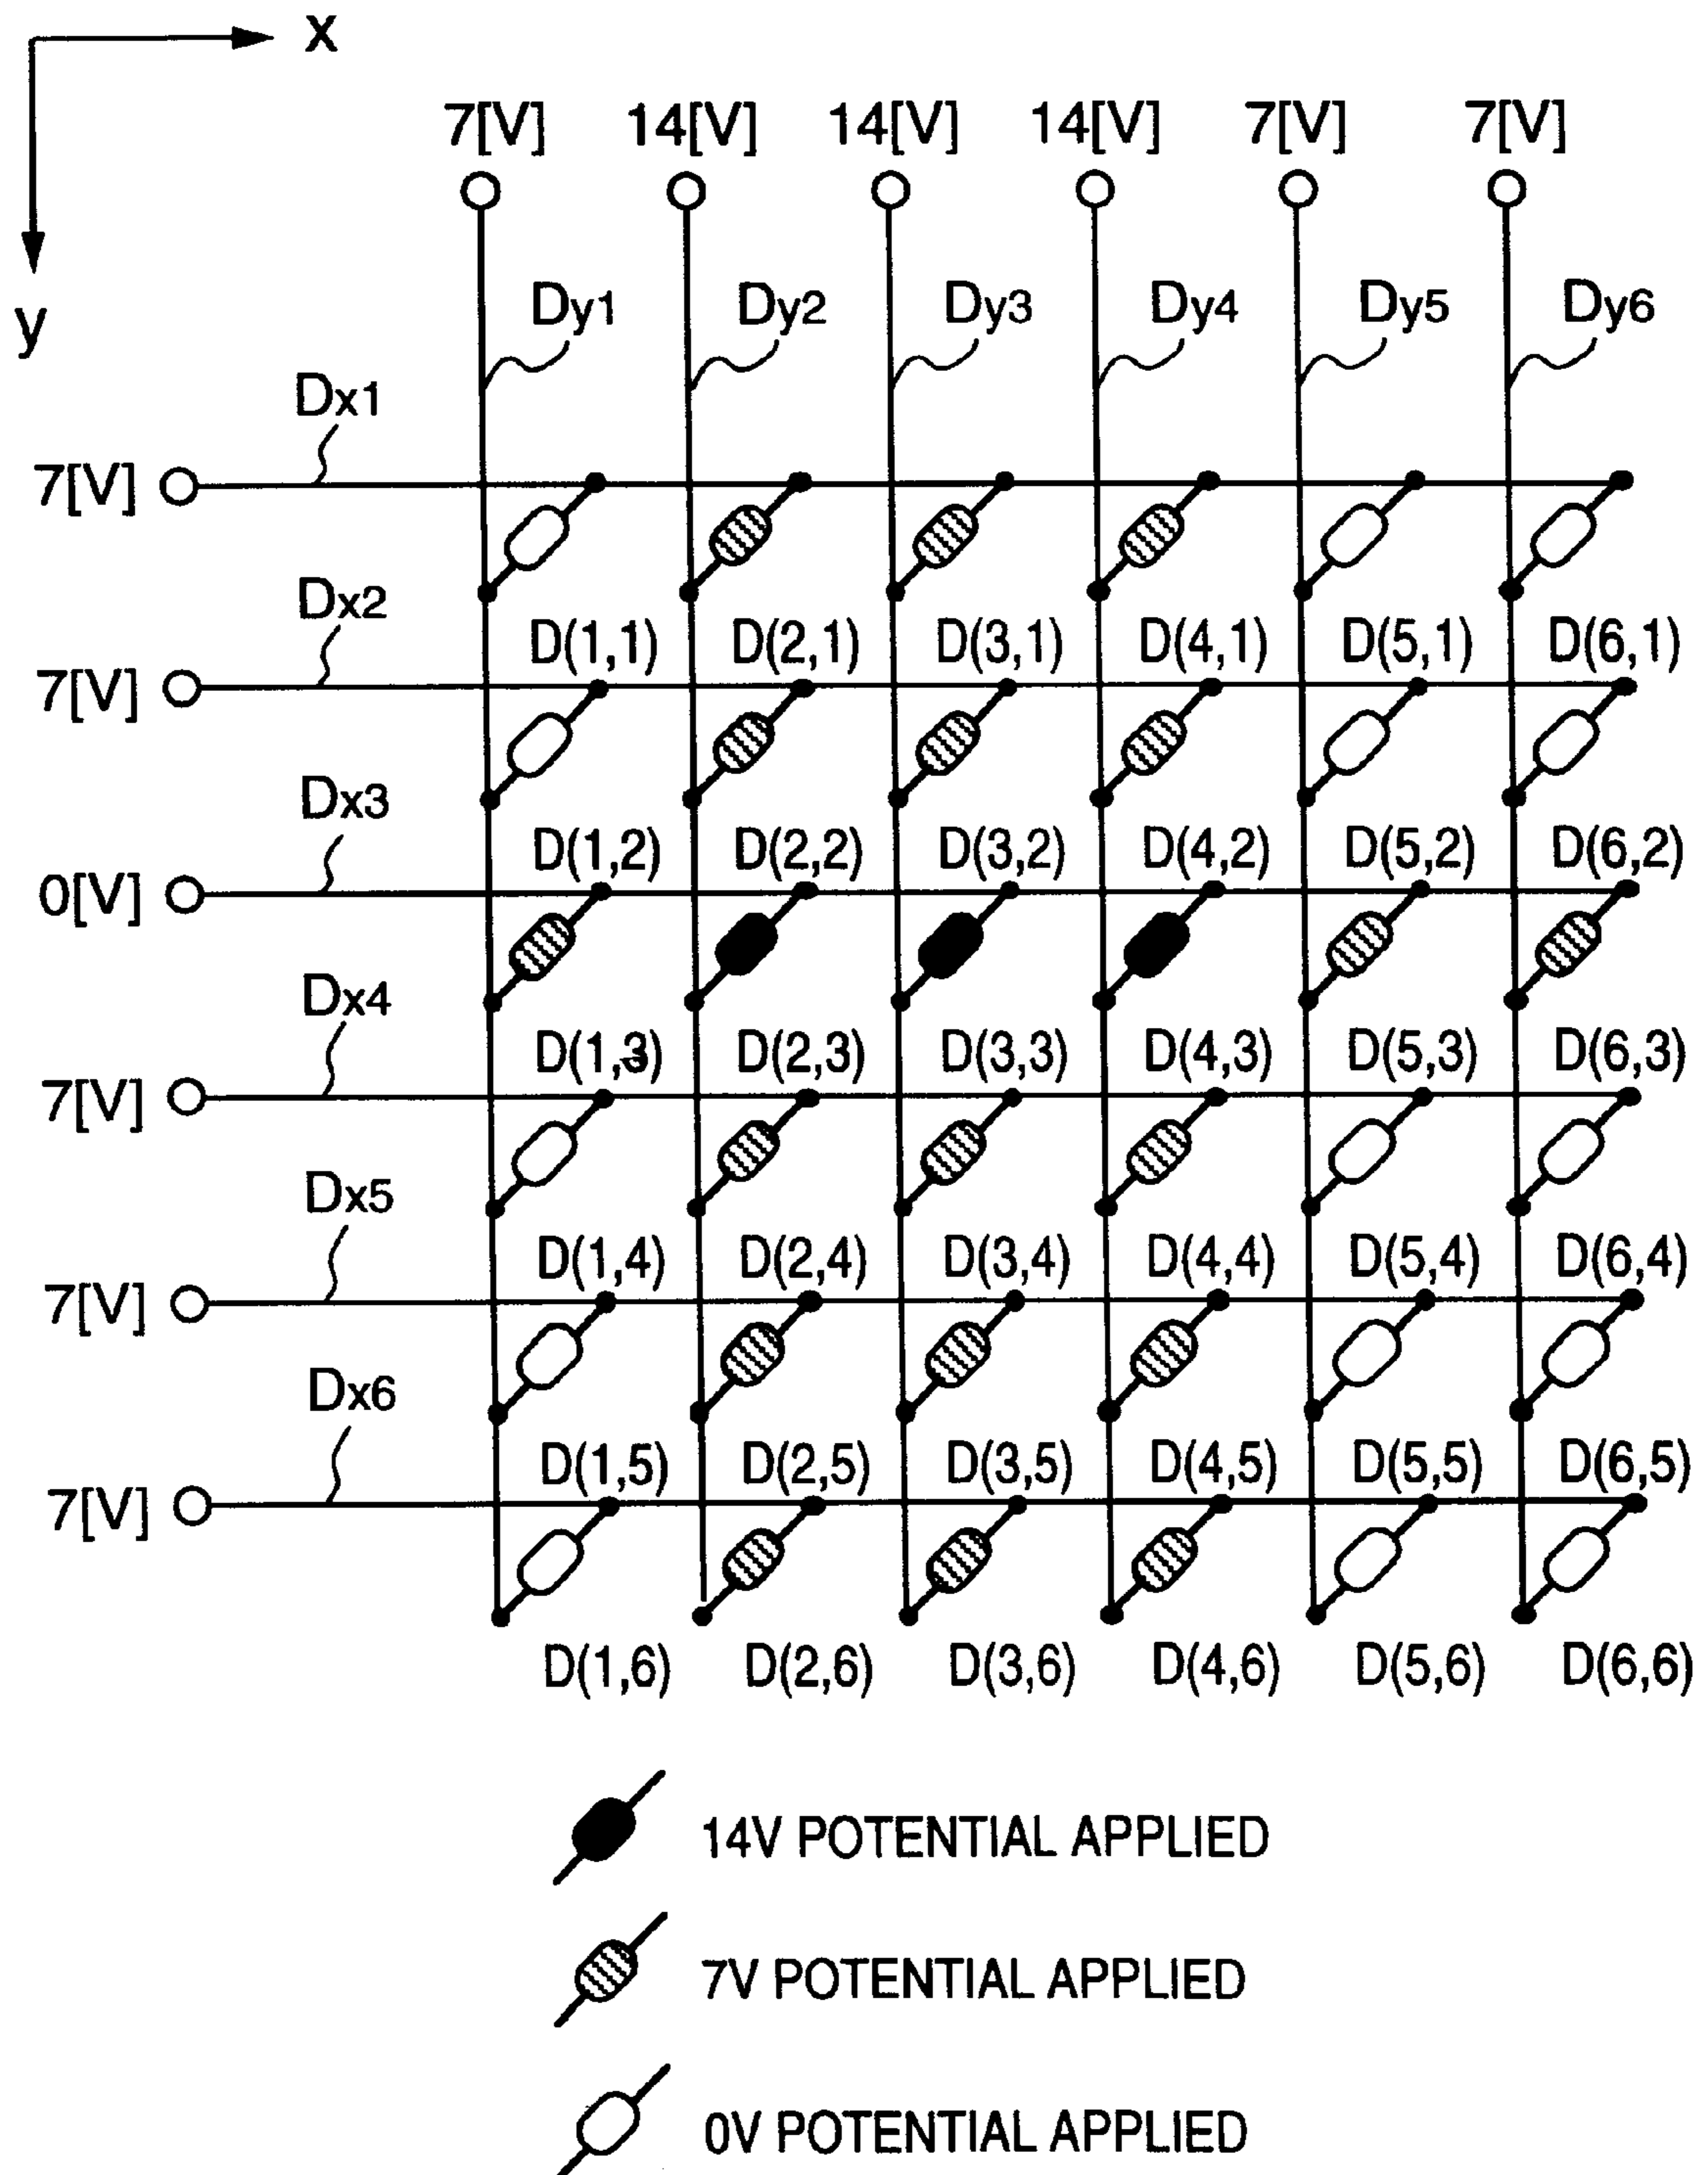 x
7[V] 14[V] 14[V] 14[V] 7[V] 7[V]
y
Dy1 Dy2 Dy3 Dy4 Dy5 Dy6
Dx1
7[V]
Dx2
D(1,1) D(2,1) D(3,1) D(4,1) D(5,1) D(6,1)
7[V]
Dx3
D(1,2) D(2,2) D(3,2) D(4,2) D(5,2) D(6,2)
0[V]
Dx4
D(1,3) D(2,3) D(3,3) D(4,3) D(5,3) D(6,3)
7[V]
Dx5
D(1,4) D(2,4) D(3,4) D(4,4) D(5,4) D(6,4)
7[V]
Dx6
D(1,5) D(2,5) D(3,5) D(4,5) D(5,5) D(6,5)
7[V]
D(1,6) D(2,6) D(3,6) D(4,6) D(5,6) D(6,6)
14V POTENTIAL APPLIED
7V POTENTIAL APPLIED
0V POTENTIAL APPLIED